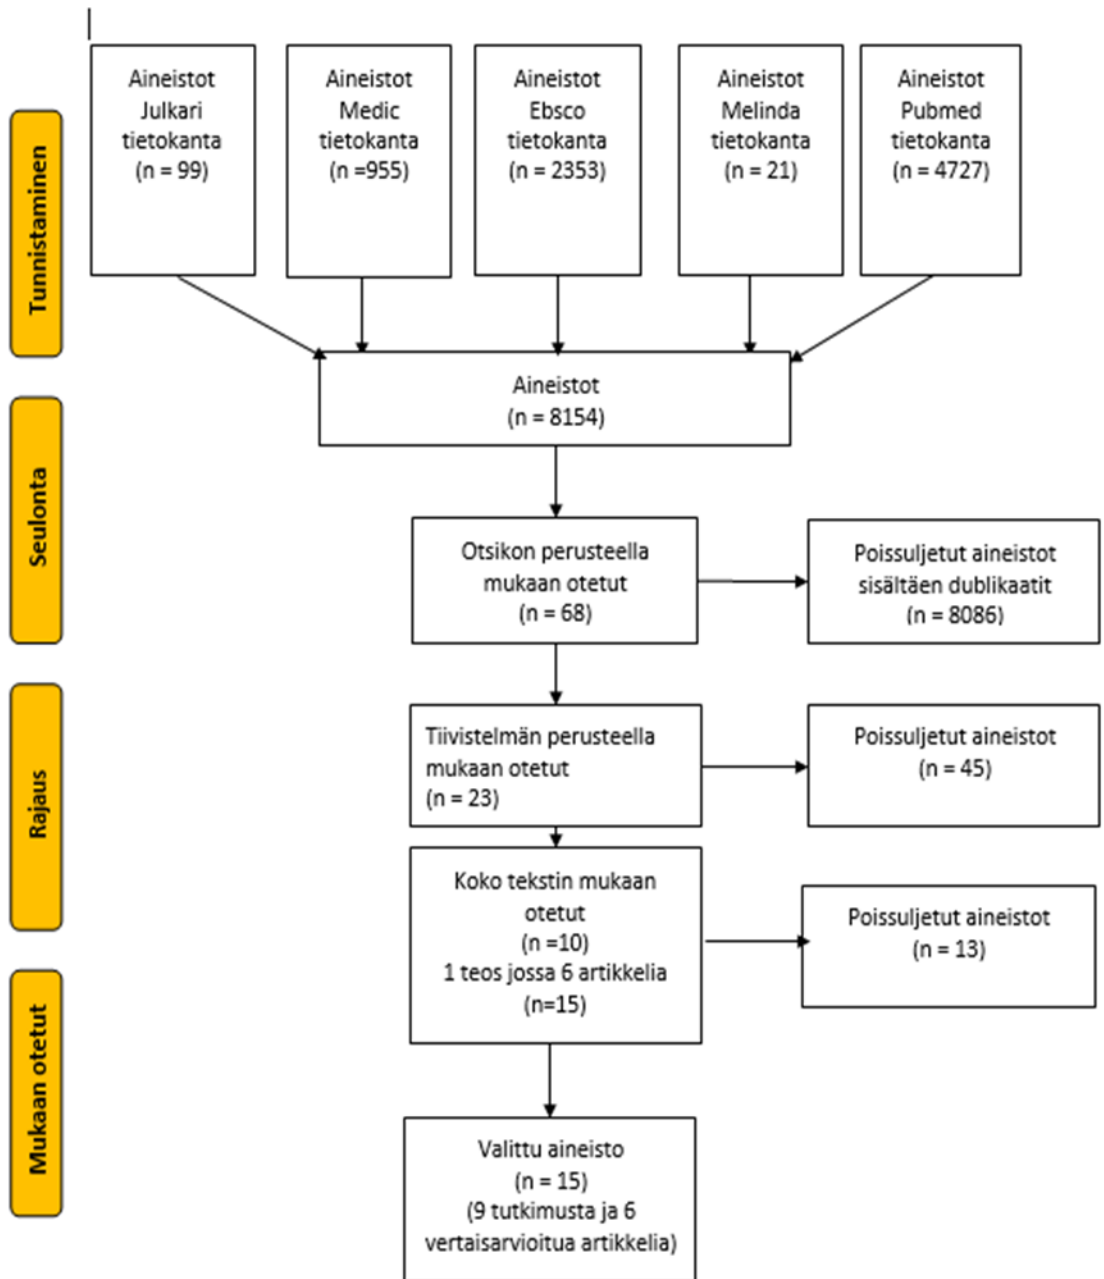 Tunnistaminen
Aineistot
Julkari
tietokanta
(n = 99)
Aineistot
Medic
tietokanta
(n =955)
Aineistot
Ebsco
tietokanta
(n = 2353)
Aineistot
Melinda
tietokanta
(n = 21)
Aineistot
Pubmed
tietokanta
(n = 4727)
Aineistot
(n = 8154)
Seulonta
Otsikon perusteella
mukaan otetut
(n = 68)
Poissuljetut aineistot
sisältäen dublikaatit
(n = 8086)
Rajaus
Tiivistelmän perusteella
mukaan otetut
(n = 23)
Poissuljetut aineistot
(n = 45)
Koko tekstin mukaan
otetut
(n =10)
1 teos jossa 6 artikkelia
(n=15)
Poissuljetut aineistot
(n = 13)
Mukaan otetut
Valittu aineisto
(n = 15)
(9 tutkimusta ja 6
vertaisarvioitua artikkelia)